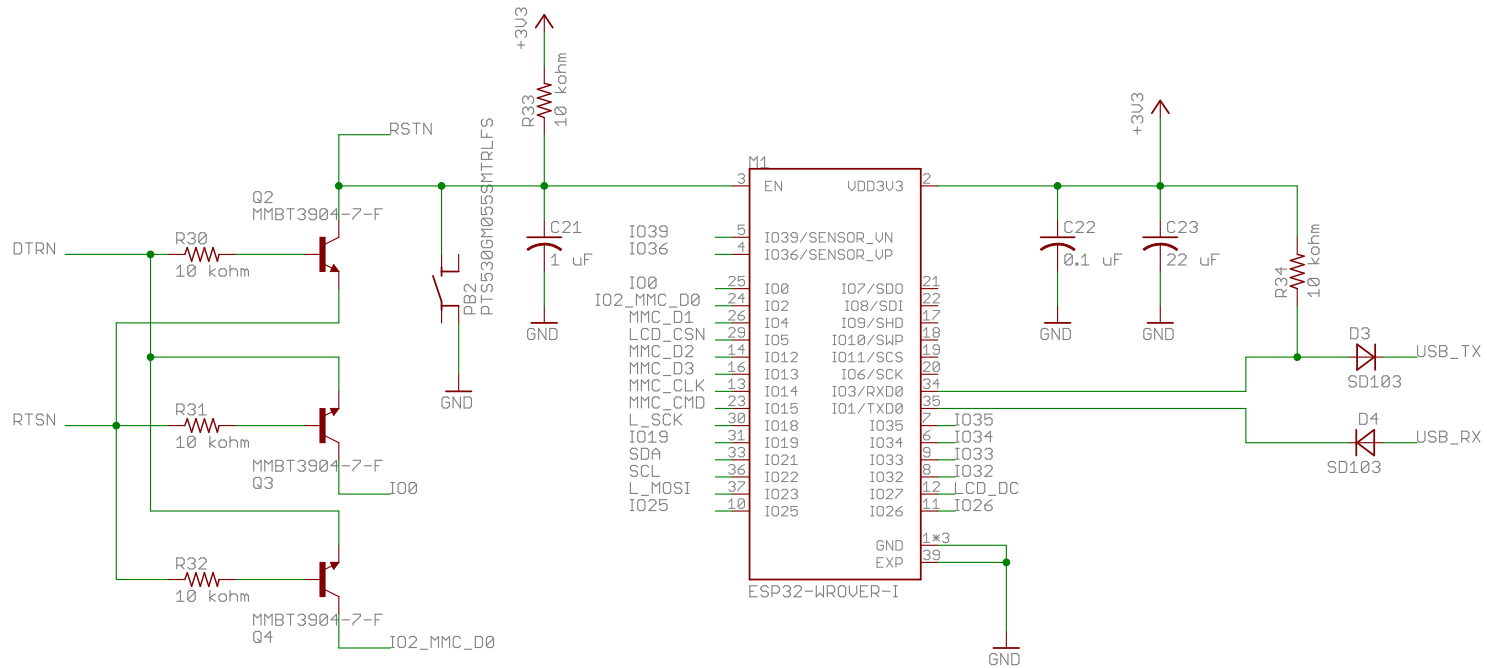 +3V3
R33
10 kohm
RSTN
PTS530GM055SMTRLFS
PB2
GND
+3V3
Q2
MMBT3904-7-F
DTRN
R30
10 kohm
C21
1 uF
GND
RTSN
R31
10 kohm
MMBT3904-7-F
Q3
IO0
R32
10 kohm
MMBT3904-7-F
Q4
IO2_MMC_D0
M1
3 EN
VDD3V3 2
IO39 5 IO39/SENSOR_VN
IO36 4 IO36/SENSOR_VP
IO0 25 IO0
IO7/SDO 21
IO2_MMC_D0 24 IO2
IO8/SDI 22
MMC_D1 26 IO4
IO9/SHD 17
LCD_CSN 29 IO5
IO10/SWP 18
MMC_D2 14 IO12
IO11/SCS 19
MMC_D3 16 IO13
IO6/SCK 20
MMC_CLK 13 IO14
IO3/RXD0 34
MMC_CMD 23 IO15
IO1/TXD0 35
L_SCK 30 IO18
IO35 7 IO35
IO19 31 IO19
IO34 6 IO34
SDA 33 IO21
IO33 9 IO33
SCL 36 IO22
IO32 8 IO32
L_MOSI 37 IO23
IO27 12 LCD_DC
IO25 10 IO25
IO26 11 IO26
GND 1*3
EXP 39
ESP32-WROVER-I
GND
C22
0.1 uF
GND
C23
22 uF
GND
R34
10 kohm
D3
USB_TX
SD103
D4
USB_RX
SD103